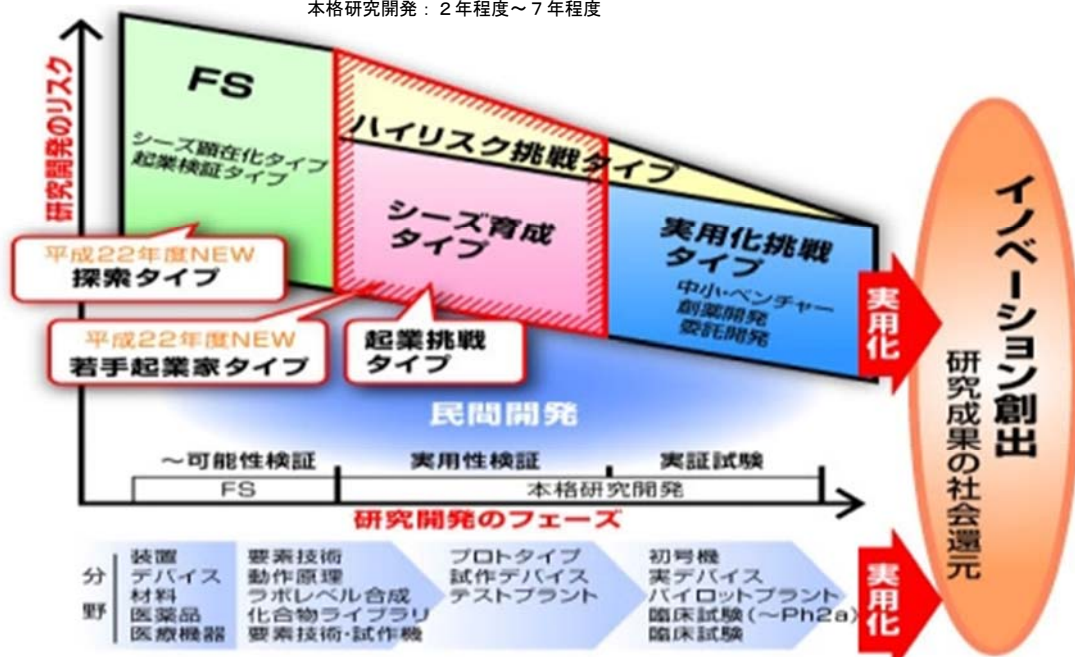 本格研究開発：２年程度～７年程度
研究開発のリスク
FS
シーズ顕在化タイプ
起業検証タイプ
ハイリスク挑戦タイプ
シーズ育成
タイプ
実用化挑戦
タイプ
中小・ベンチャー
創薬開発
委託開発
平成22年度NEW
探索タイプ
平成22年度NEW
若手起業家タイプ
起業挑戦
タイプ
実用化
イノベーション創出
研究成果の社会還元
民間開発
～可能性検証
実用性検証
実証試験
FS
本格研究開発
研究開発のフェーズ
分野
装置
デバイス
材料
医薬品
医療機器
要素技術
動作原理
ラボレベル合成
化合物ライブラリ
要素技術・試作機
プロトタイプ
試作デバイス
テストプラント
初号機
実デバイス
パイロットプラント
臨床試験(～Ph2a)
臨床試験
実用化